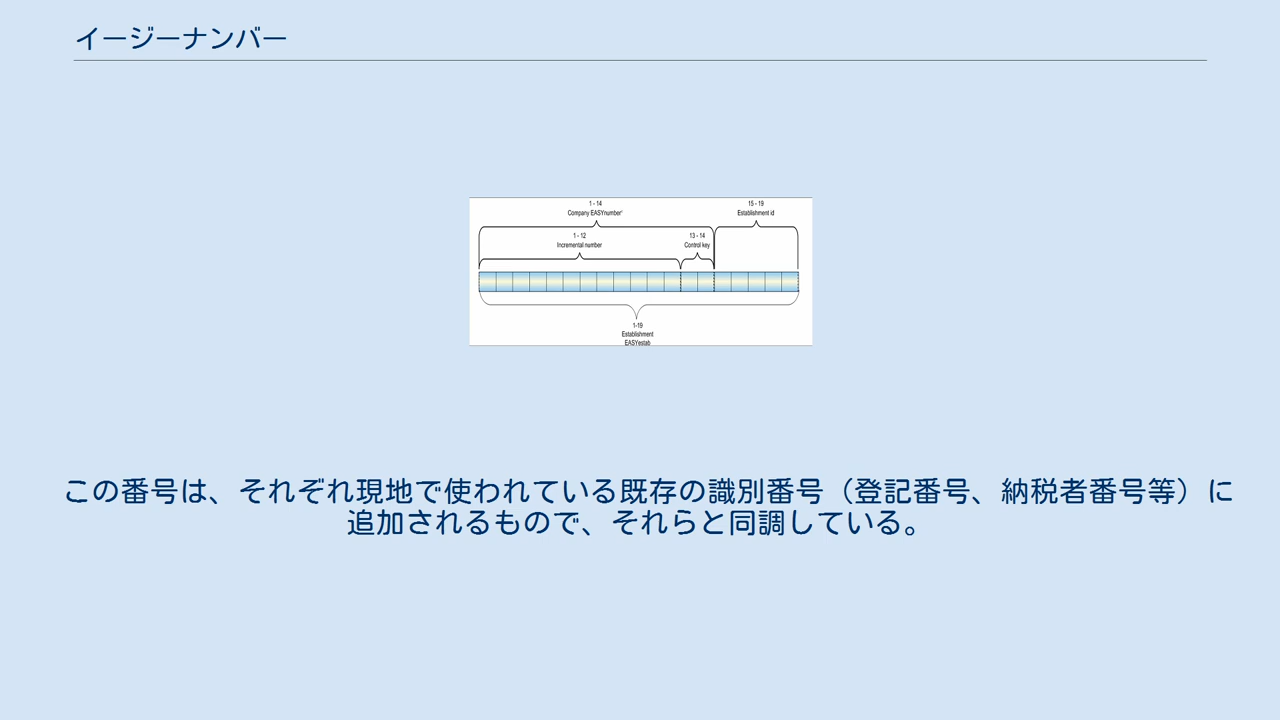 イージーナンバー
1 - 14
Company EASYnumber'
15 - 19
Establishment id
1 - 12
Incremental number
13 - 14
Control key
1-19
Establishment
EASYestab
この番号は、それぞれ現地で使われている既存の識別番号（登記番号、納税者番号等）に
追加されるもので、それらと同調している。